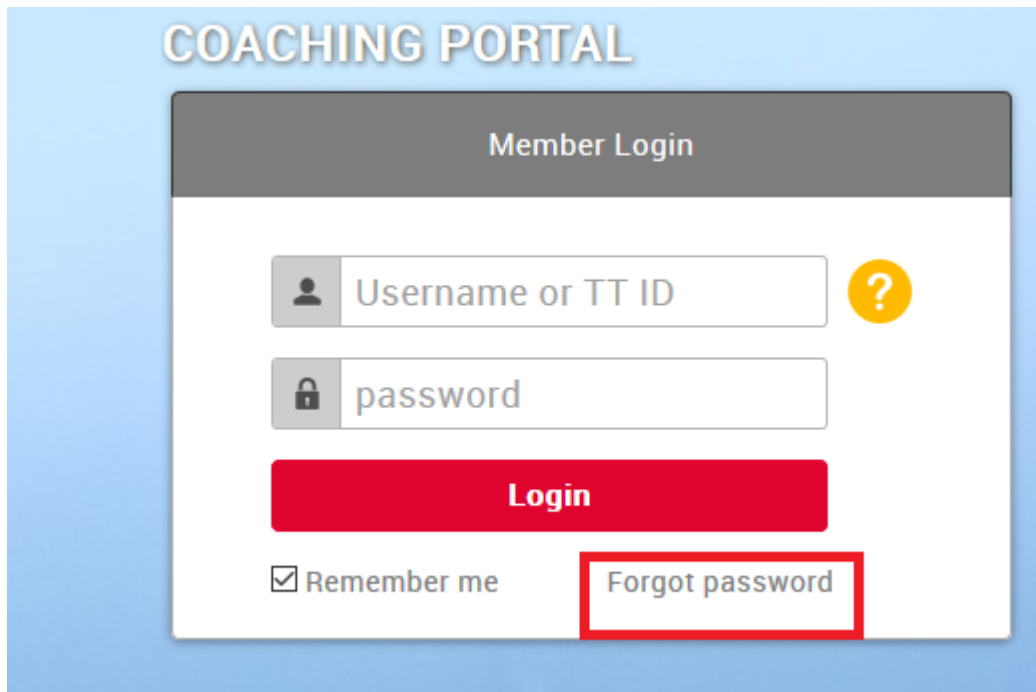 COACHING PORTAL
Member Login
Username or TT ID
?
password
Login
Remember me Forgot password